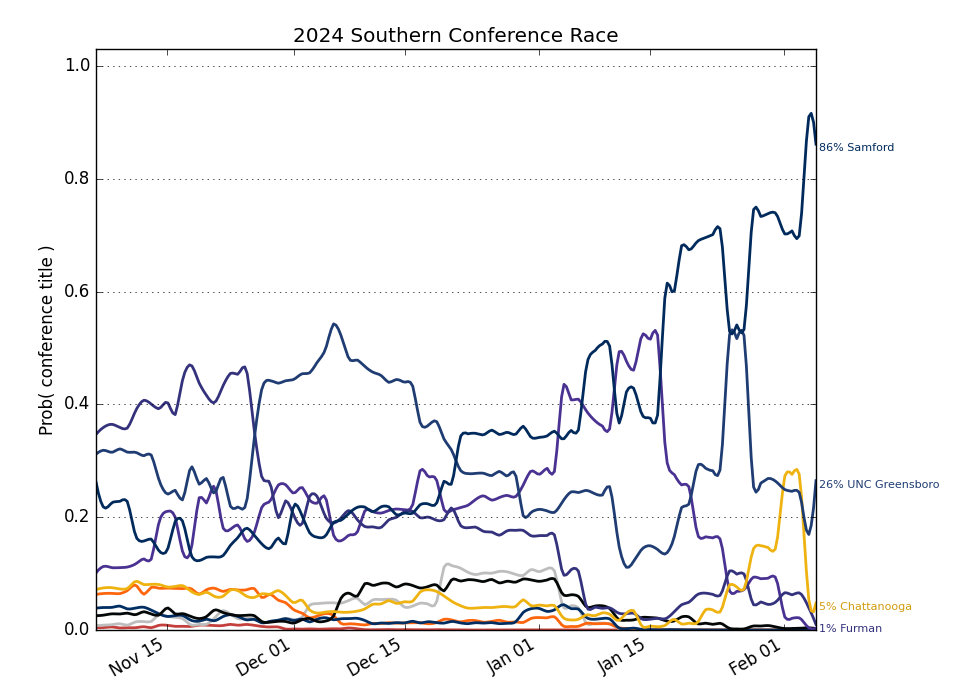 2024 Southern Conference Race
Prob( conference title )
1.0
0.8
0.6
0.4
0.2
0.0
86% Samford
26% UNC Greensboro
5% Chattanooga
1% Furman
Nov 15
Dec 01
Dec 15
Jan 01
Jan 15
Feb 01